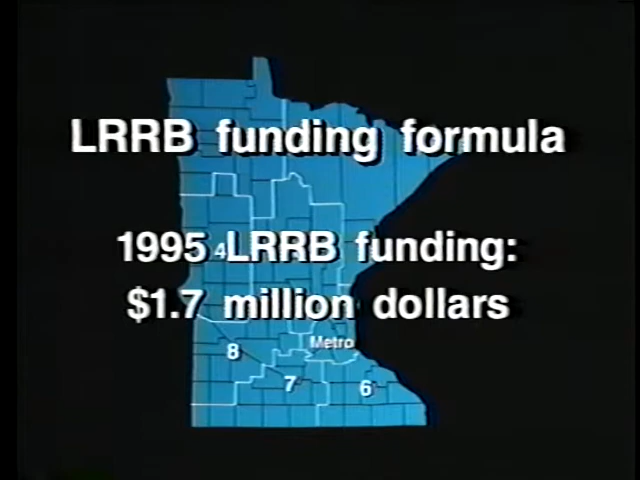 LRRB funding formula
1995 LRRB funding:
4
$1.7 million dollars
Metro
8
7
6